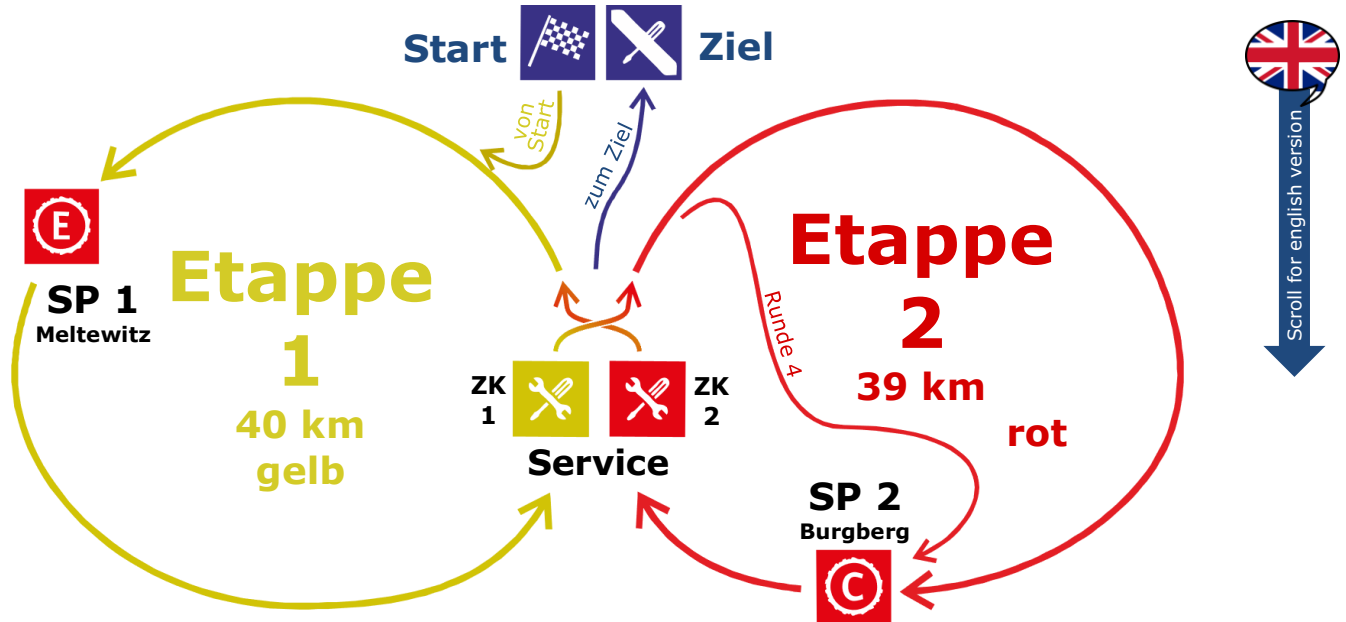 Start
Ziel
von
Start
zum Ziel
Scroll for english version
E
SP 1
Meltewitz
Etappe
1
40 km
gelb
Etappe
2
39 km
rot
Runde 4
ZK
1
ZK
2
Service
SP 2
Burgberg
C